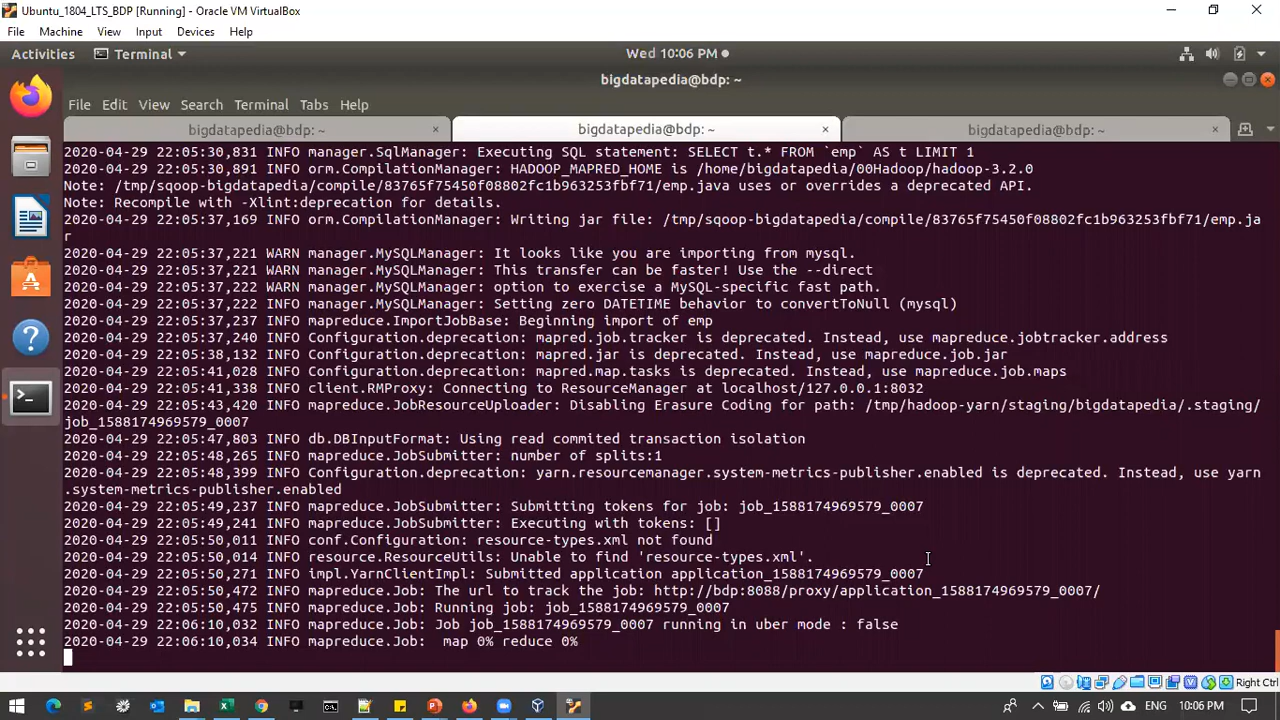 Ubuntu_1804_LTS_BDP [Running] - Oracle VM VirtualBox
File Machine View Input Devices Help
Activities Terminal Wed 10:06 PM
bigdatapedia@bdp: ~
File Edit View Search Terminal Tabs Help
bigdatapedia@bdp: ~ × bigdatapedia@bdp: ~ × bigdatapedia@bdp: ~ ×
2020-04-29 22:05:30,831 INFO manager.SqlManager: Executing SQL statement: SELECT t.* FROM `emp` AS t LIMIT 1
2020-04-29 22:05:30,891 INFO orm.CompilationManager: HADOOP_MAPRED_HOME is /home/bigdatapedia/00Hadoop/hadoop-3.2.0
Note: /tmp/sqoop-bigdatapedia/compile/83765f75450f08802fc1b963253fbf71/emp.java uses or overrides a deprecated API.
Note: Recompile with -Xlint:deprecation for details.
2020-04-29 22:05:37,169 INFO orm.CompilationManager: Writing jar file: /tmp/sqoop-bigdatapedia/compile/83765f75450f08802fc1b963253fbf71/emp.ja
r
2020-04-29 22:05:37,221 WARN manager.MySQLManager: It looks like you are importing from mysql.
2020-04-29 22:05:37,221 WARN manager.MySQLManager: This transfer can be faster! Use the --direct
2020-04-29 22:05:37,222 WARN manager.MySQLManager: option to exercise a MySQL-specific fast path.
2020-04-29 22:05:37,222 INFO manager.MySQLManager: Setting zero DATETIME behavior to convertToNull (mysql)
2020-04-29 22:05:37,237 INFO mapreduce.ImportJobBase: Beginning import of emp
2020-04-29 22:05:37,240 INFO Configuration.deprecation: mapred.job.tracker is deprecated. Instead, use mapreduce.jobtracker.address
2020-04-29 22:05:38,132 INFO Configuration.deprecation: mapred.jar is deprecated. Instead, use mapreduce.job.jar
2020-04-29 22:05:41,028 INFO Configuration.deprecation: mapred.map.tasks is deprecated. Instead, use mapreduce.job.maps
2020-04-29 22:05:41,338 INFO client.RMProxy: Connecting to ResourceManager at localhost/127.0.0.1:8032
2020-04-29 22:05:43,420 INFO mapreduce.JobResourceUploader: Disabling Erasure Coding for path: /tmp/hadoop-yarn/staging/bigdatapedia/.staging/
job_1588174969579_0007
2020-04-29 22:05:47,803 INFO db.DBInputFormat: Using read commited transaction isolation
2020-04-29 22:05:48,265 INFO mapreduce.JobSubmitter: number of splits:1
2020-04-29 22:05:48,399 INFO Configuration.deprecation: yarn.resourcemanager.system-metrics-publisher.enabled is deprecated. Instead, use yarn
.system-metrics-publisher.enabled
2020-04-29 22:05:49,237 INFO mapreduce.JobSubmitter: Submitting tokens for job: job_1588174969579_0007
2020-04-29 22:05:49,241 INFO mapreduce.JobSubmitter: Executing with tokens: []
2020-04-29 22:05:50,011 INFO conf.Configuration: resource-types.xml not found
2020-04-29 22:05:50,014 INFO resource.ResourceUtils: Unable to find 'resource-types.xml'.
2020-04-29 22:05:50,271 INFO impl.YarnClientImpl: Submitted application application_1588174969579_0007
2020-04-29 22:05:50,472 INFO mapreduce.Job: The url to track the job: http://bdp:8088/proxy/application_1588174969579_0007/
2020-04-29 22:05:50,475 INFO mapreduce.Job: Running job: job_1588174969579_0007
2020-04-29 22:06:10,032 INFO mapreduce.Job: Job job_1588174969579_0007 running in uber mode : false
2020-04-29 22:06:10,034 INFO mapreduce.Job:  map 0% reduce 0%
Right Ctrl
ENG 10:06 PM